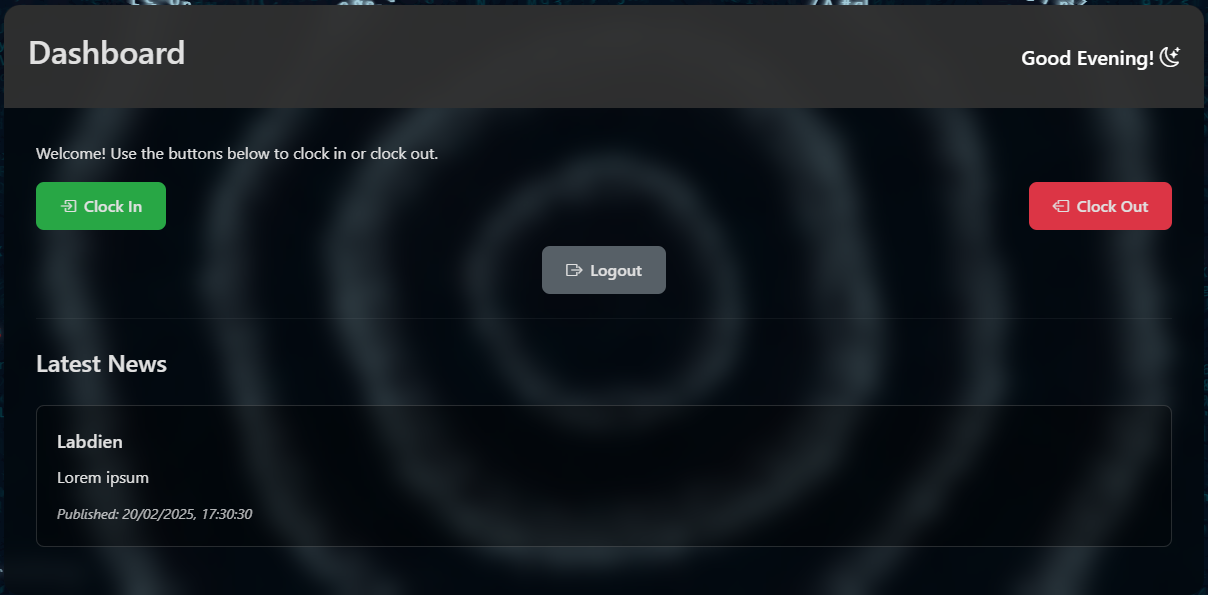 Dashboard
Good Evening!
Welcome! Use the buttons below to clock in or clock out.
Clock In
Clock Out
Logout
Latest News
Labdien
Lorem ipsum
Published: 20/02/2025, 17:30:30